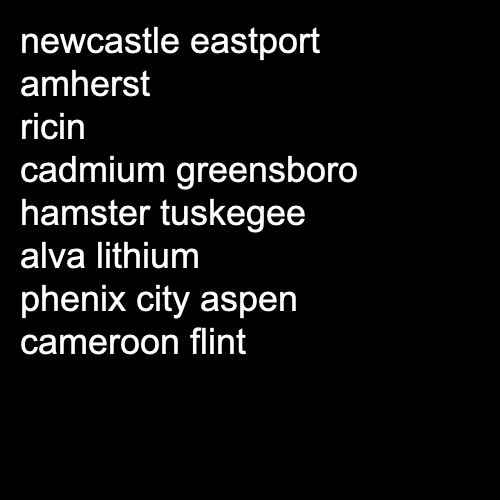 newcastle eastport
amherst
ricin
cadmium greensboro
hamster tuskegee
alva lithium
phenix city aspen
cameroon flint